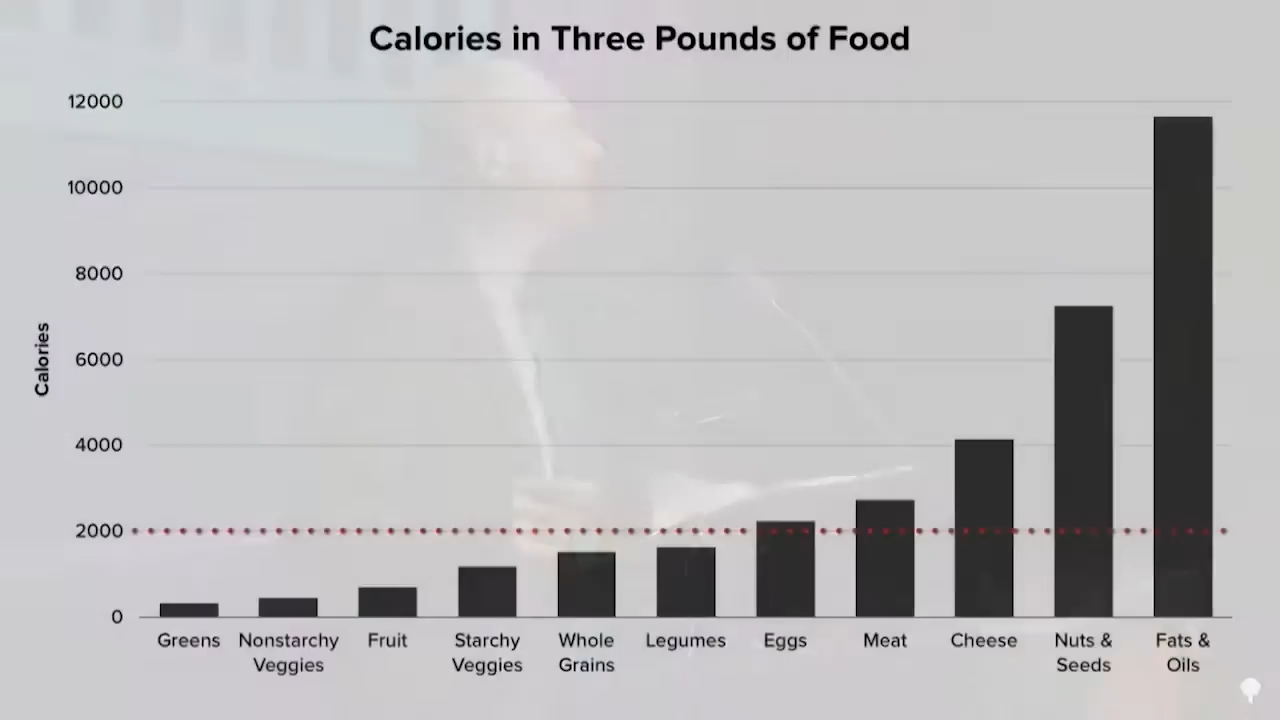 Calories in Three Pounds of Food
12000
10000
8000
6000
4000
2000
0
Calories
Greens
Nonstarchy
Veggies
Fruit
Starchy
Veggies
Whole
Grains
Legumes
Eggs
Meat
Cheese
Nuts &
Seeds
Fats &
Oils